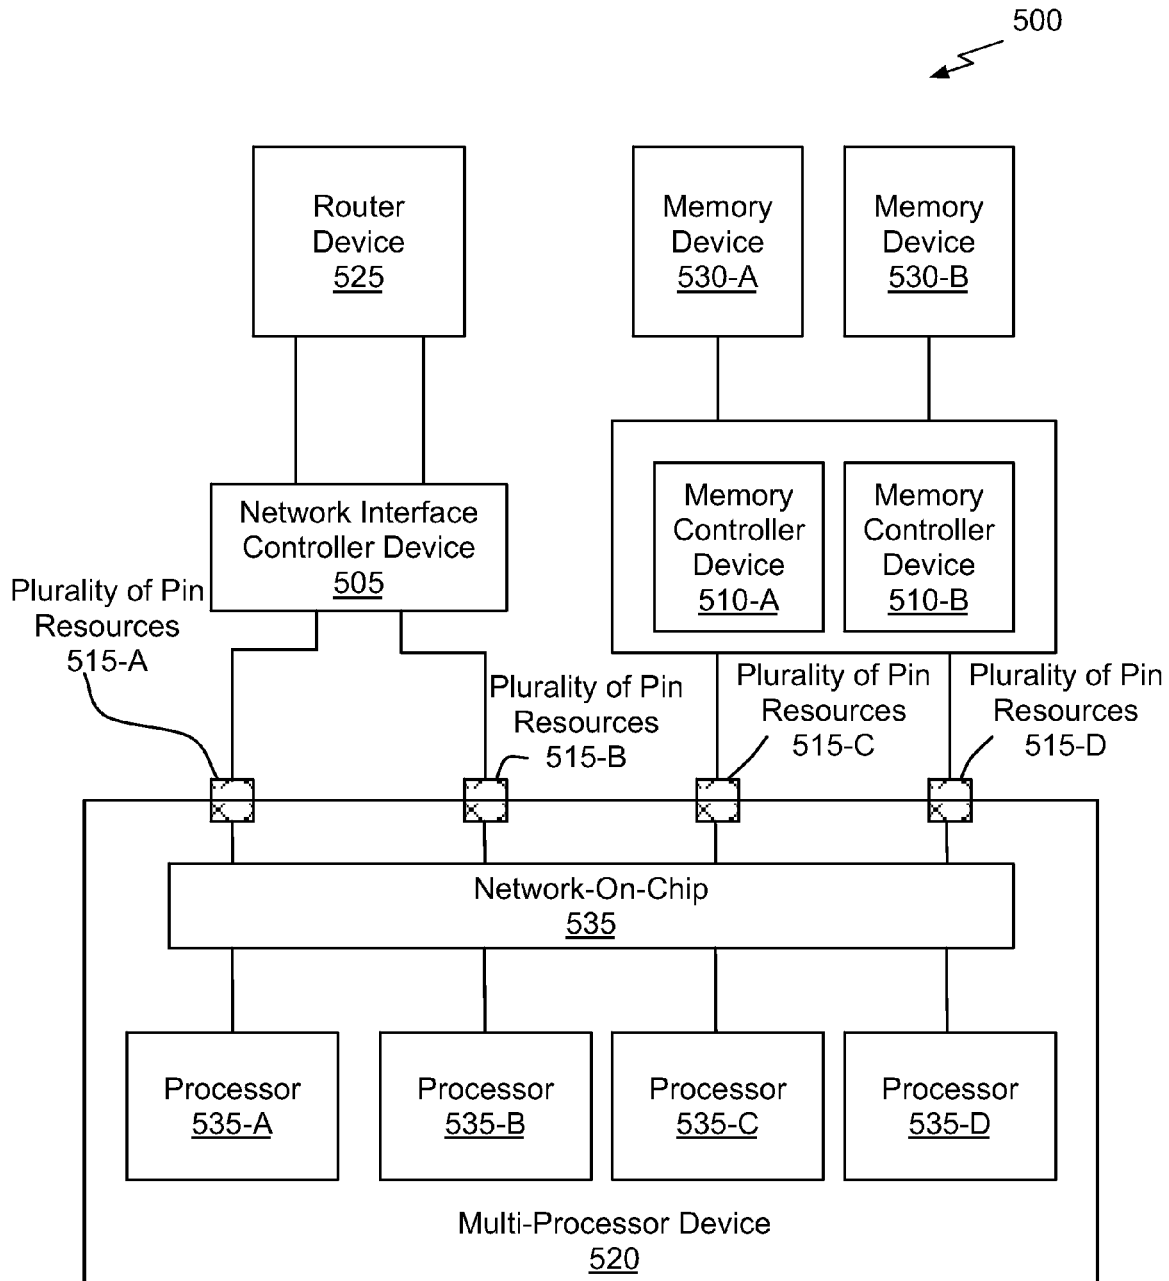 500
Router
Device
525
Memory
Device
530-A
Memory
Device
530-B
Network Interface
Controller Device
505
Memory
Controller
Device
510-A
Memory
Controller
Device
510-B
Plurality of Pin
Resources
515-A
Plurality of Pin
Resources
515-B
Plurality of Pin
Resources
515-C
Plurality of Pin
Resources
515-D
Network-On-Chip
535
Processor
535-A
Processor
535-B
Processor
535-C
Processor
535-D
Multi-Processor Device
520